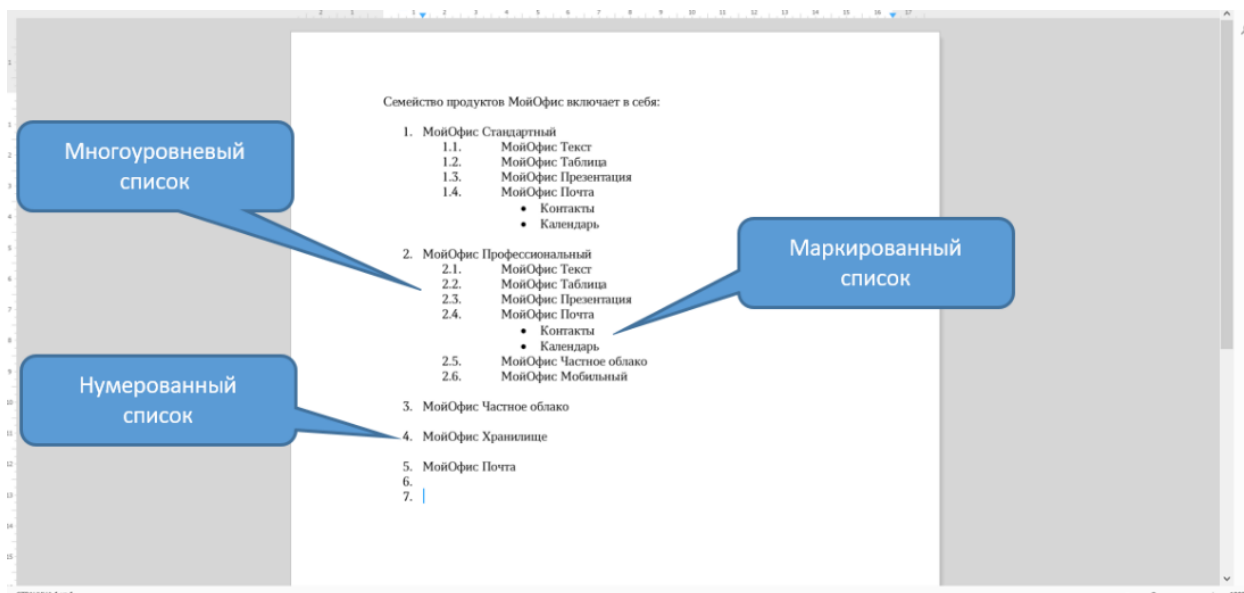 Семейство продуктов МойОфис включает в себя:
1. МойОфис Стандартный
1.1. МойОфис Текст
1.2. МойОфис Таблица
1.3. МойОфис Презентация
1.4. МойОфис Почта
• Контакты
• Календарь
2. МойОфис Профессиональный
2.1. МойОфис Текст
2.2. МойОфис Таблица
2.3. МойОфис Презентация
2.4. МойОфис Почта
• Контакты
• Календарь
2.5. МойОфис Частное облако
2.6. МойОфис Мобильный
3. МойОфис Частное облако
4. МойОфис Хранилище
5. МойОфис Почта
6.
7.
Многоуровневый
список
Маркированный
список
Нумерованный
список